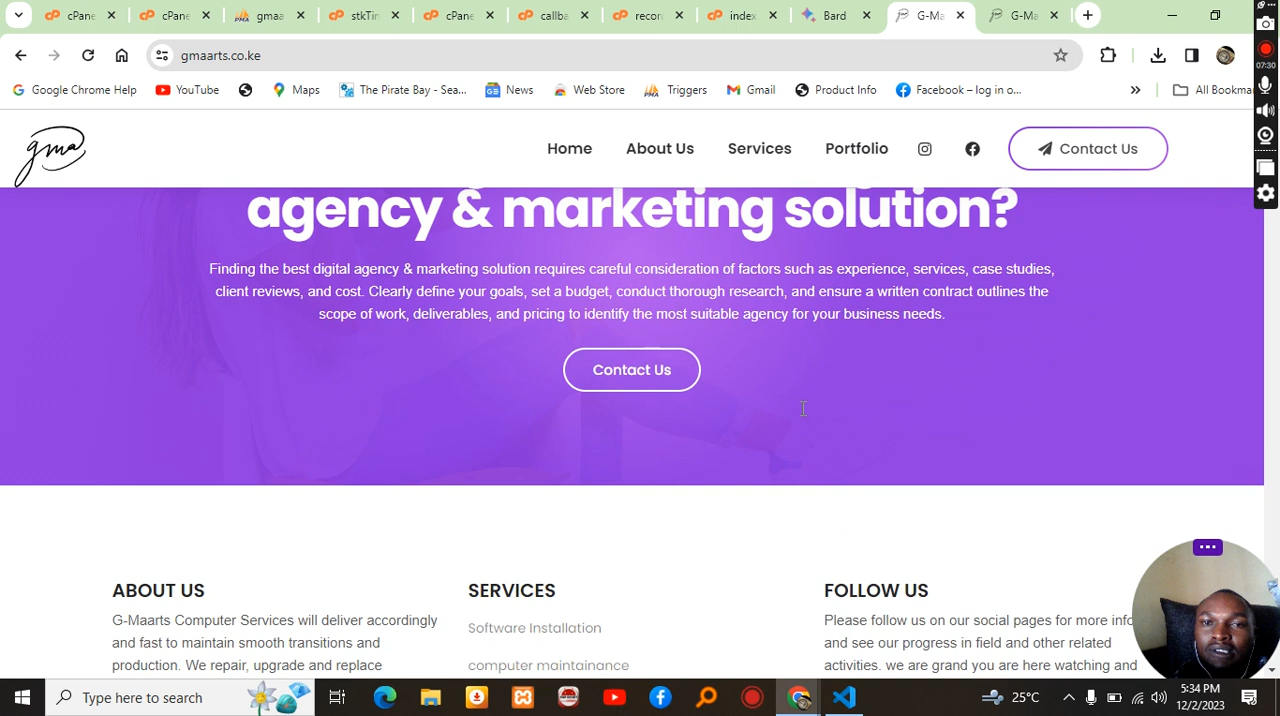 cPane
cPane
gmaa
stkTin
cPane
callba
recor
index
Bard
G-Ma
G-Ma
gmaarts.co.ke
07:30
Google Chrome Help
YouTube
Maps
The Pirate Bay - Sea...
News
Web Store
Triggers
Gmail
Product Info
Facebook – log in o...
»
All Bookma
gma
Home
About Us
Services
Portfolio
Contact Us
agency & marketing solution?
Finding the best digital agency & marketing solution requires careful consideration of factors such as experience, services, case studies,
client reviews, and cost. Clearly define your goals, set a budget, conduct thorough research, and ensure a written contract outlines the
scope of work, deliverables, and pricing to identify the most suitable agency for your business needs.
Contact Us
ABOUT US
G-Maarts Computer Services will deliver accordingly
and fast to maintain smooth transitions and
production. We repair, upgrade and replace
SERVICES
Software Installation
computer maintainance
FOLLOW US
Please follow us on our social pages for more info
and see our progress in field and other related
activities. we are grand you are here watching and
Type here to search
25°C
5:34 PM
12/2/2023